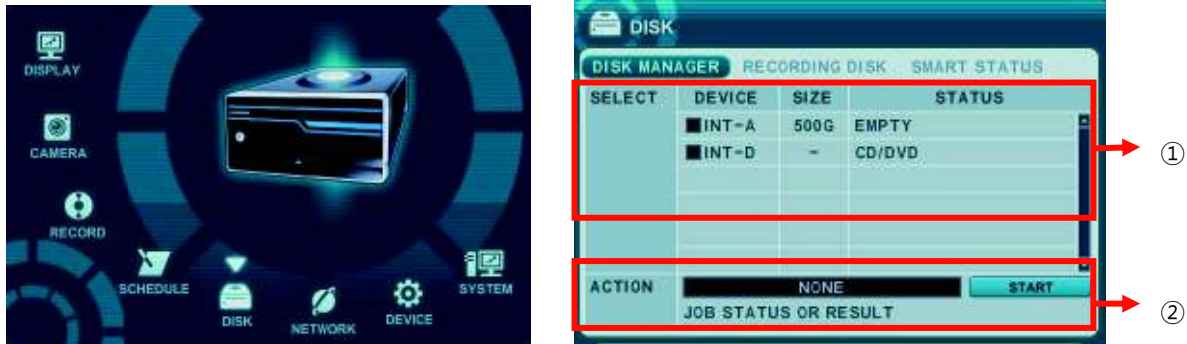 DISPLAY
CAMERA
RECORD
SCHEDULE
DISK
NETWORK
DEVICE
SYSTEM
DISK
DISK MANAGER RECORDING DISK SMART STATUS
SELECT DEVICE SIZE STATUS
INT-A 500G EMPTY
INT-D - CD/DVD
①
ACTION NONE START
JOB STATUS OR RESULT
②